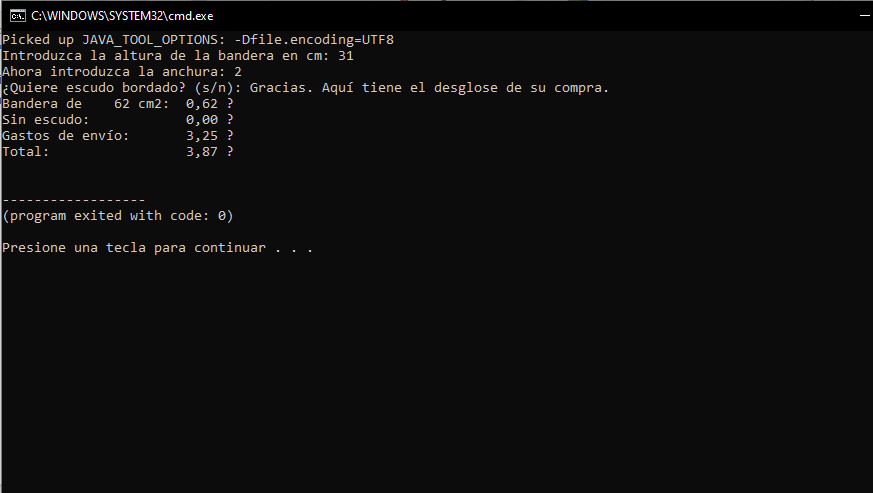 C:\WINDOWS\SYSTEM32\cmd.exe
Picked up JAVA_TOOL_OPTIONS: -Dfile.encoding=UTF8
Introduzca la altura de la bandera en cm: 31
Ahora introduzca la anchura: 2
¿Quiere escudo bordado? (s/n): Gracias. Aquí tiene el desglose de su compra.
Bandera de    62 cm2:  0,62 ?
Sin escudo:            0,00 ?
Gastos de envío:       3,25 ?
Total:                 3,87 ?
------------------
(program exited with code: 0)
Presione una tecla para continuar . . .